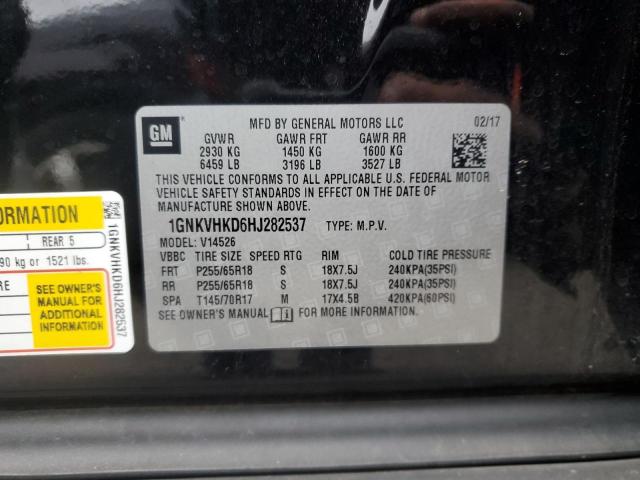 GM
MFD BY GENERAL MOTORS LLC 02/17
GVWR GAWR FRT GAWR RR
2930 KG 1450 KG 1600 KG
6459 LB 3196 LB 3527 LB
THIS VEHICLE CONFORMS TO ALL APPLICABLE U.S. FEDERAL MOTOR
VEHICLE SAFETY STANDARDS IN EFFECT ON THE DATE OF
MANUFACTURE SHOWN ABOVE.
1GNKVHKD6HJ282537 TYPE: M.P.V.
MODEL: V14526
VBBC TIRE SIZE SPEED RTG RIM COLD TIRE PRESSURE
FRT P255/65R18 S 18X7.5J 240KPA(35PSI)
RR P255/65R18 S 18X7.5J 240KPA(35PSI)
SPA T145/70R17 M 17X4.5B 420KPA(60PSI)
SEE OWNER'S MANUAL FOR MORE INFORMATION.
ORMATION
REAR 5
90 kg or 1521 lbs.
RE
SEE OWNER'S
MANUAL FOR
ADDITIONAL
INFORMATION
1GNKVHKD6HJ282537